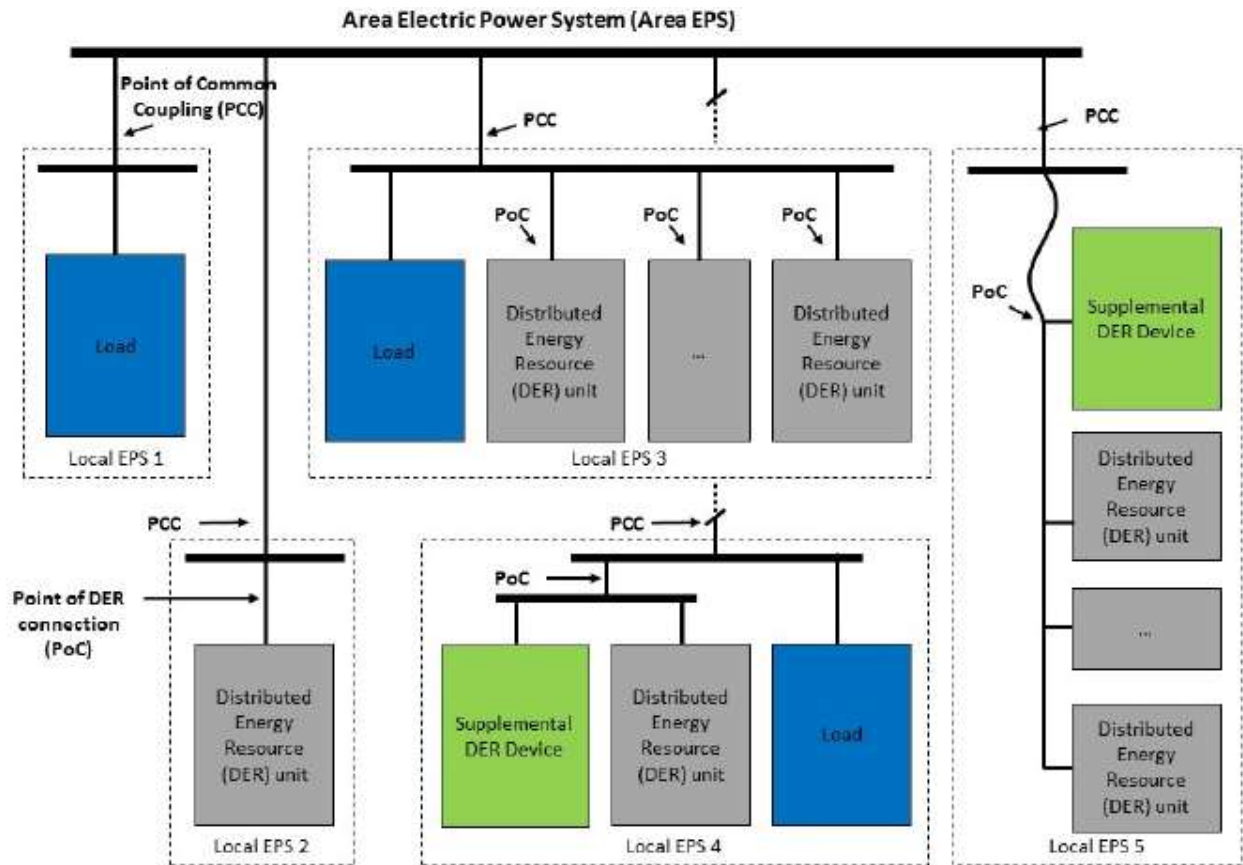 Area Electric Power System (Area EPS)
Point of Common
Coupling (PCC)
PCC
PCC
Load
Local EPS 1
PoC
PoC
PoC
Load
Distributed
Energy
Resource
(DER) unit
...
Distributed
Energy
Resource
(DER) unit
Local EPS 3
PoC
Supplemental
DER Device
Distributed
Energy
Resource
(DER) unit
...
Distributed
Energy
Resource
(DER) unit
Local EPS 5
PCC
Point of DER
connection
(PoC)
Distributed
Energy
Resource
(DER) unit
Local EPS 2
PCC
PoC
Supplemental
DER Device
Distributed
Energy
Resource
(DER) unit
Load
Local EPS 4